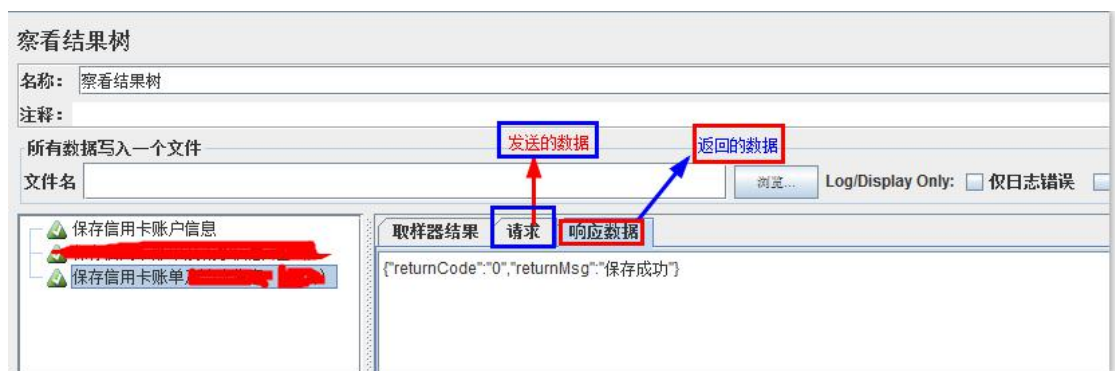 察看结果树
名称：
察看结果树
注释：
所有数据写入一个文件
发送的数据
返回的数据
文件名
浏览...
Log/Display Only:
仅日志错误
保存信用卡账户信息
取样器结果
请求
响应数据
保存信用卡账单
{"returnCode":"0","returnMsg":"保存成功"}